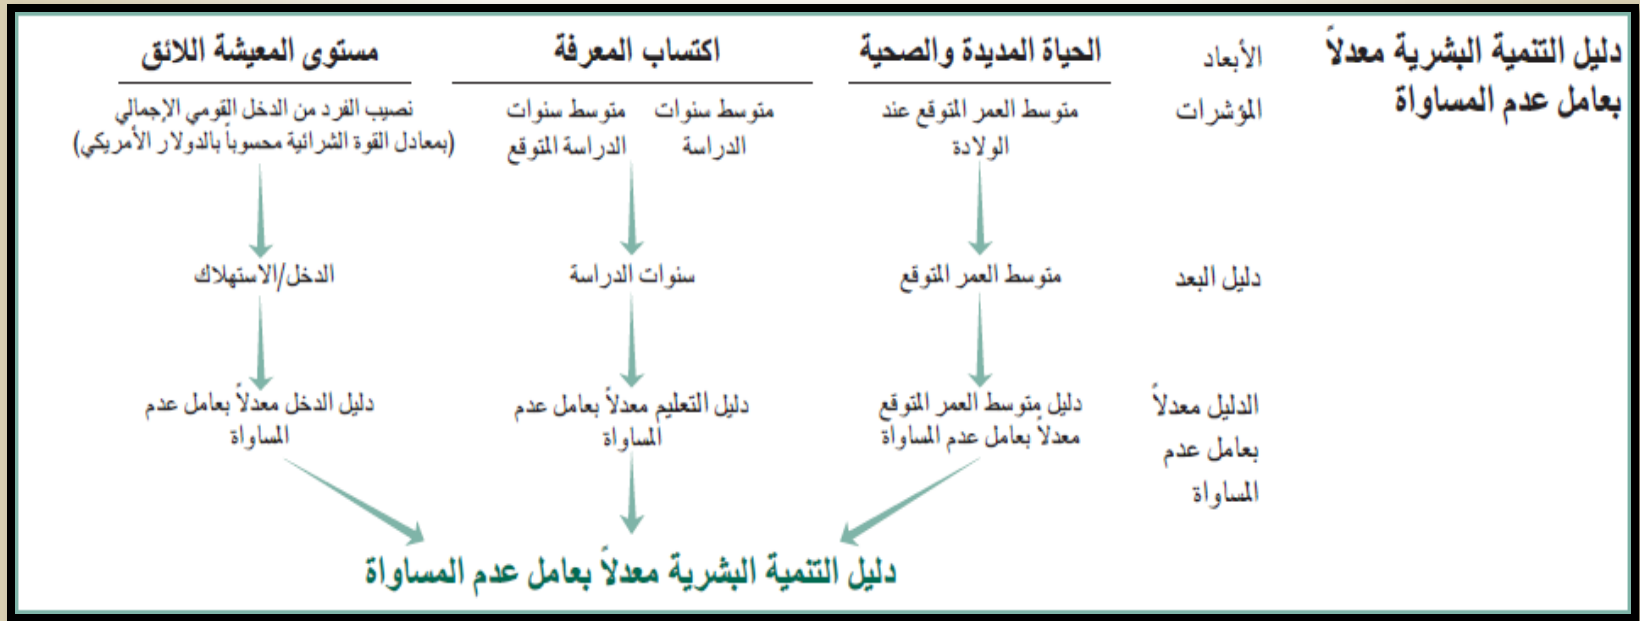 دليل التنمية البشرية معدلاً
بعامل عدم المساواة
الأبعاد
الحياة المديدة والصحية
اكتساب المعرفة
مستوى المعيشة اللائق
المؤشرات
متوسط العمر المتوقع عند
الولادة
متوسط سنوات
الدراسة
متوسط سنوات
الدراسة المتوقع
نصيب الفرد من الدخل القومي الإجمالي
(بمعادل القوة الشرائية محسوباً بالدولار الأمريكي)
دليل البعد
متوسط العمر المتوقع
سنوات الدراسة
الدخل/الاستهلاك
الدليل معدلاً
بعامل عدم
المساواة
دليل متوسط العمر المتوقع
معدلاً بعامل عدم المساواة
دليل التعليم معدلاً بعامل عدم
المساواة
دليل الدخل معدلاً بعامل عدم
المساواة
دليل التنمية البشرية معدلاً بعامل عدم المساواة